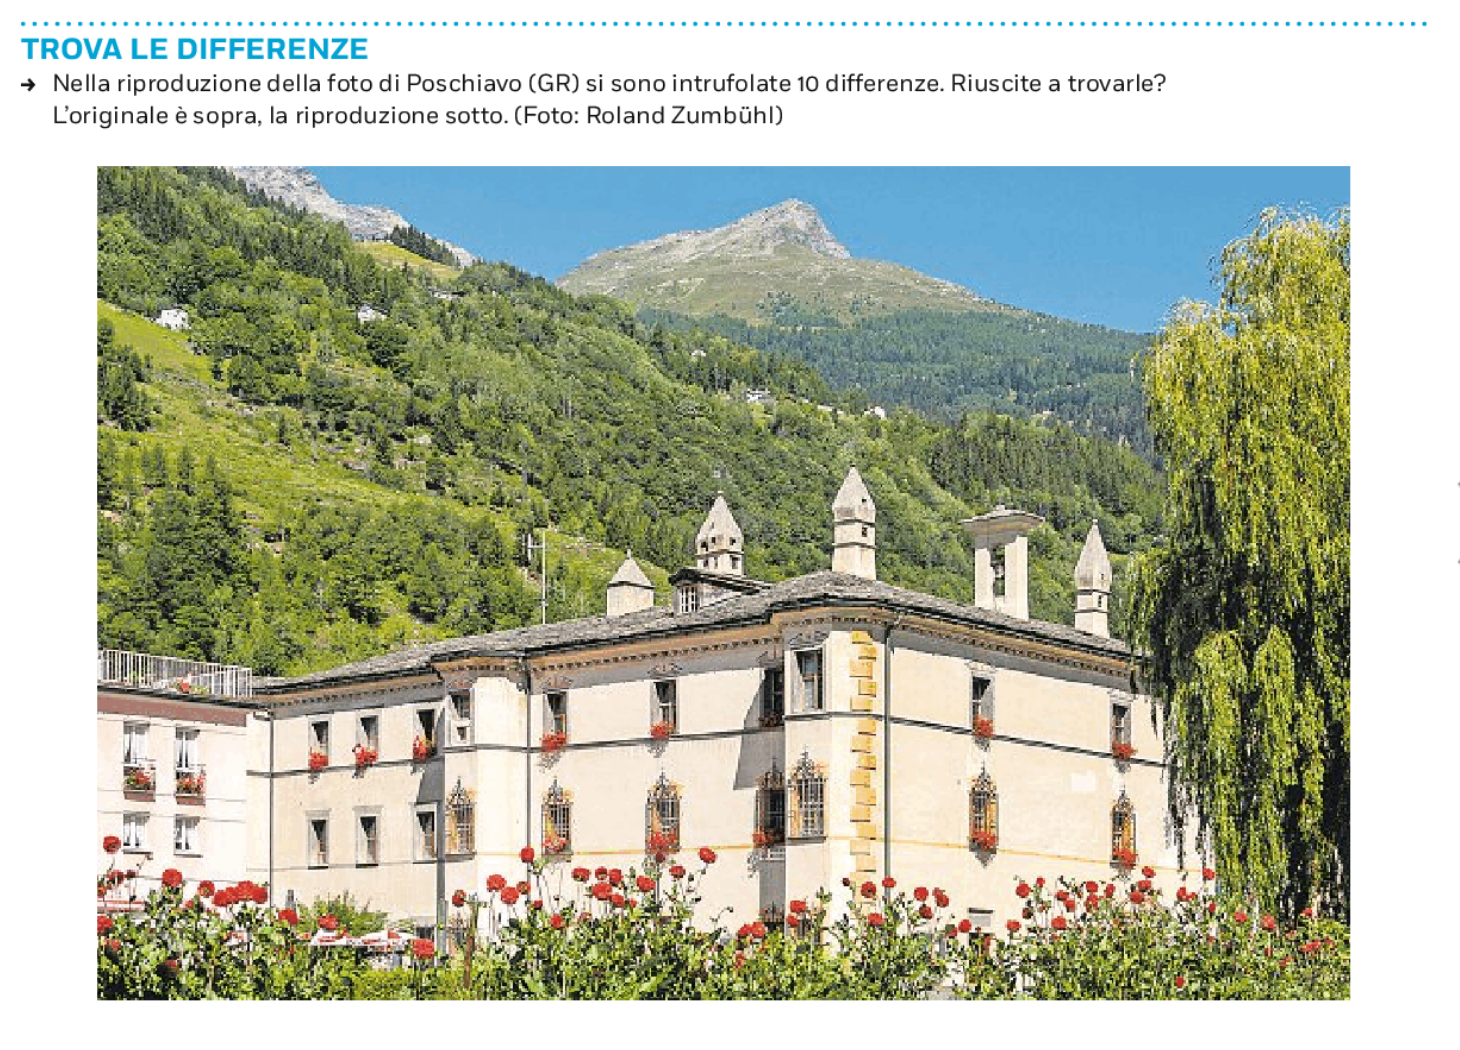 TROVA LE DIFFERENZE
→ Nella riproduzione della foto di Poschiavo (GR) si sono intrufolate 10 differenze. Riuscite a trovarle?
L’originale è sopra, la riproduzione sotto. (Foto: Roland Zumbühl)